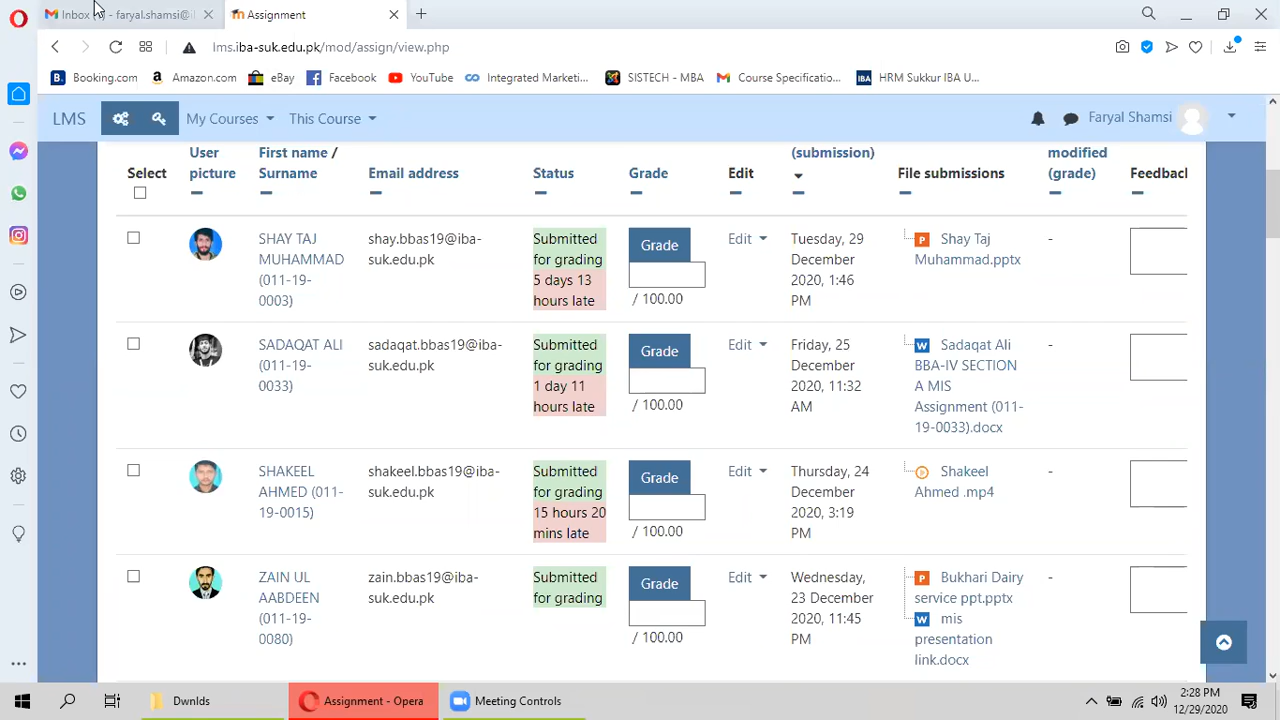 Inbox - faryal.shamsi@i
Assignment
lms.iba-suk.edu.pk/mod/assign/view.php
Booking.com Amazon.com eBay Facebook YouTube Integrated Marketi... SISTECH - MBA Course Specificatio... HRM Sukkur IBA U...
LMS My Courses This Course Faryal Shamsi
Select
User picture
First name / Surname
Email address
Status
Grade
Edit
(submission)
File submissions
modified (grade)
Feedback
SHAY TAJ
MUHAMMAD
(011-19-
0003)
shay.bbas19@iba-
suk.edu.pk
Submitted
for grading
5 days 13
hours late
Grade
/ 100.00
Edit
Tuesday, 29
December
2020, 1:46
PM
Shay Taj
Muhammad.pptx
-
SADAQAT ALI
(011-19-
0033)
sadaqat.bbas19@iba-
suk.edu.pk
Submitted
for grading
1 day 11
hours late
Grade
/ 100.00
Edit
Friday, 25
December
2020, 11:32
AM
Sadaqat Ali
BBA-IV SECTION
A MIS
Assignment (011-
19-0033).docx
-
SHAKEEL
AHMED (011-
19-0015)
shakeel.bbas19@iba-
suk.edu.pk
Submitted
for grading
15 hours 20
mins late
Grade
/ 100.00
Edit
Thursday, 24
December
2020, 3:19
PM
Shakeel
Ahmed .mp4
-
ZAIN UL
AABDEEN
(011-19-
0080)
zain.bbas19@iba-
suk.edu.pk
Submitted
for grading
Grade
/ 100.00
Edit
Wednesday,
23 December
2020, 11:45
PM
Bukhari Dairy
service ppt.pptx
mis
presentation
link.docx
-
Dwnlds
Assignment - Opera
Meeting Controls
2:28 PM
12/29/2020